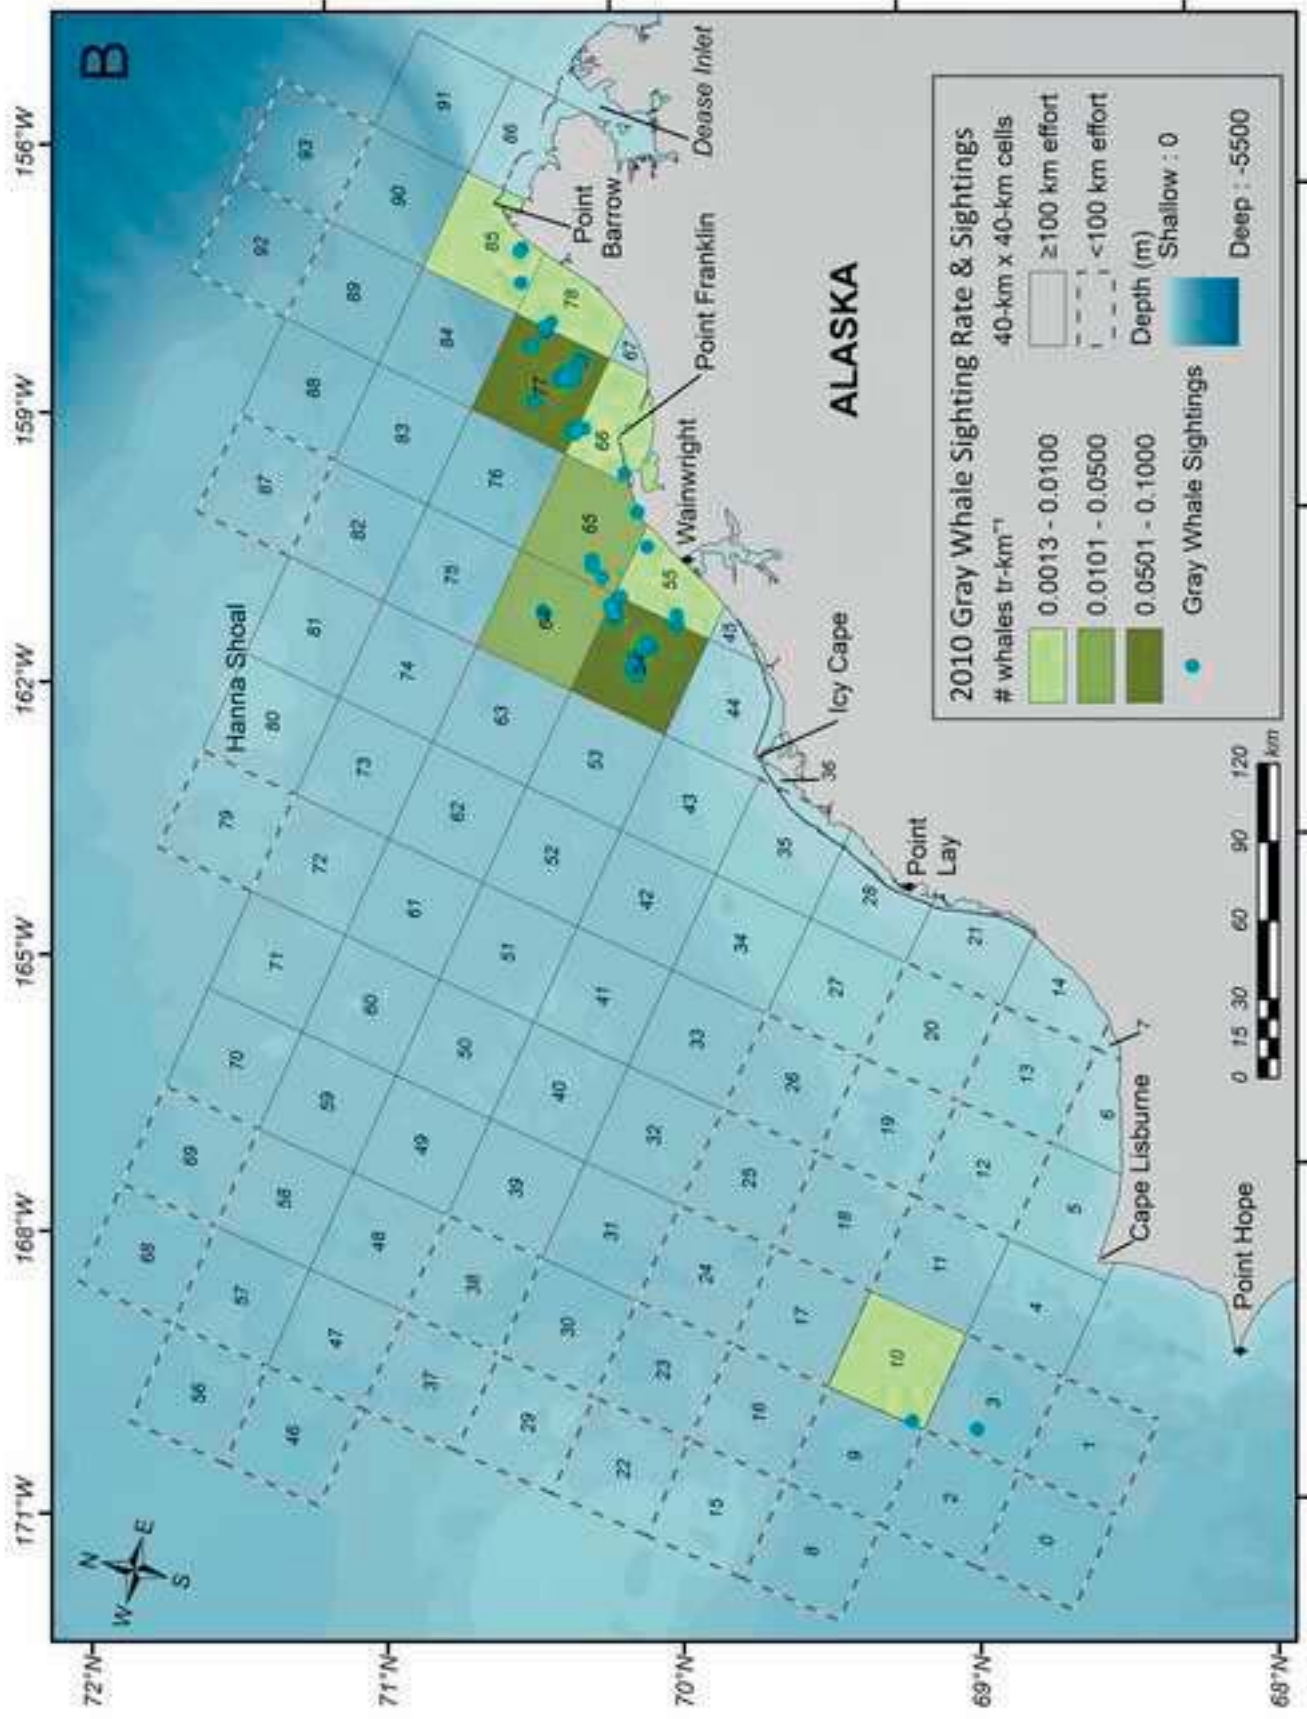 B
171°W
168°W
165°W
162°W
159°W
156°W
72°N
71°N
70°N
69°N
68°N
N
W
E
S
Hanna Shoal
68
69
79
87
92
93
56
57
58
70
71
72
80
81
82
88
89
90
91
46
47
48
59
60
73
74
83
84
85
86
37
38
49
50
61
62
63
75
76
77
78
29
30
39
40
51
52
53
64
65
66
67
22
23
31
32
41
42
43
54
55
15
16
24
25
33
34
44
45
8
9
17
18
26
27
35
36
2
3
10
11
19
20
28
0
1
4
12
13
21
5
6
14
7
Dease Inlet
Point
Barrow
Point Franklin
Wainwright
Icy Cape
Point
Lay
Cape Lisburne
Point Hope
ALASKA
0 15 30 60 90 120
km
2010 Gray Whale Sighting Rate & Sightings
# whales tr-km⁻¹
0.0013 - 0.0100
0.0101 - 0.0500
0.0501 - 0.1000
Gray Whale Sightings
40-km x 40-km cells
≥100 km effort
<100 km effort
Depth (m)
Shallow : 0
Deep : -5500